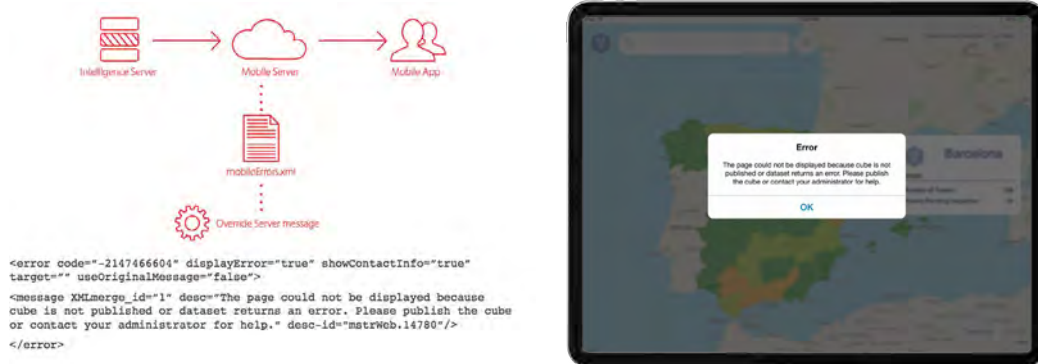 Intelligence Server
Mobile Server
Mobile App
mobileErrors.xml
Override Server message
<error code="-2147466604" displayError="true" showContactInfo="true"
target="" useOriginalMessage="false">
<message XMLmerge_id="1" desc="The page could not be displayed because
cube is not published or dataset returns an error. Please publish the cube
or contact your administrator for help." desc-id="mstrWeb.14780"/>
</error>
Error
The page could not be displayed because cube is not
published or dataset returns an error. Please publish
the cube or contact your administrator for help.
OK
Barcelona